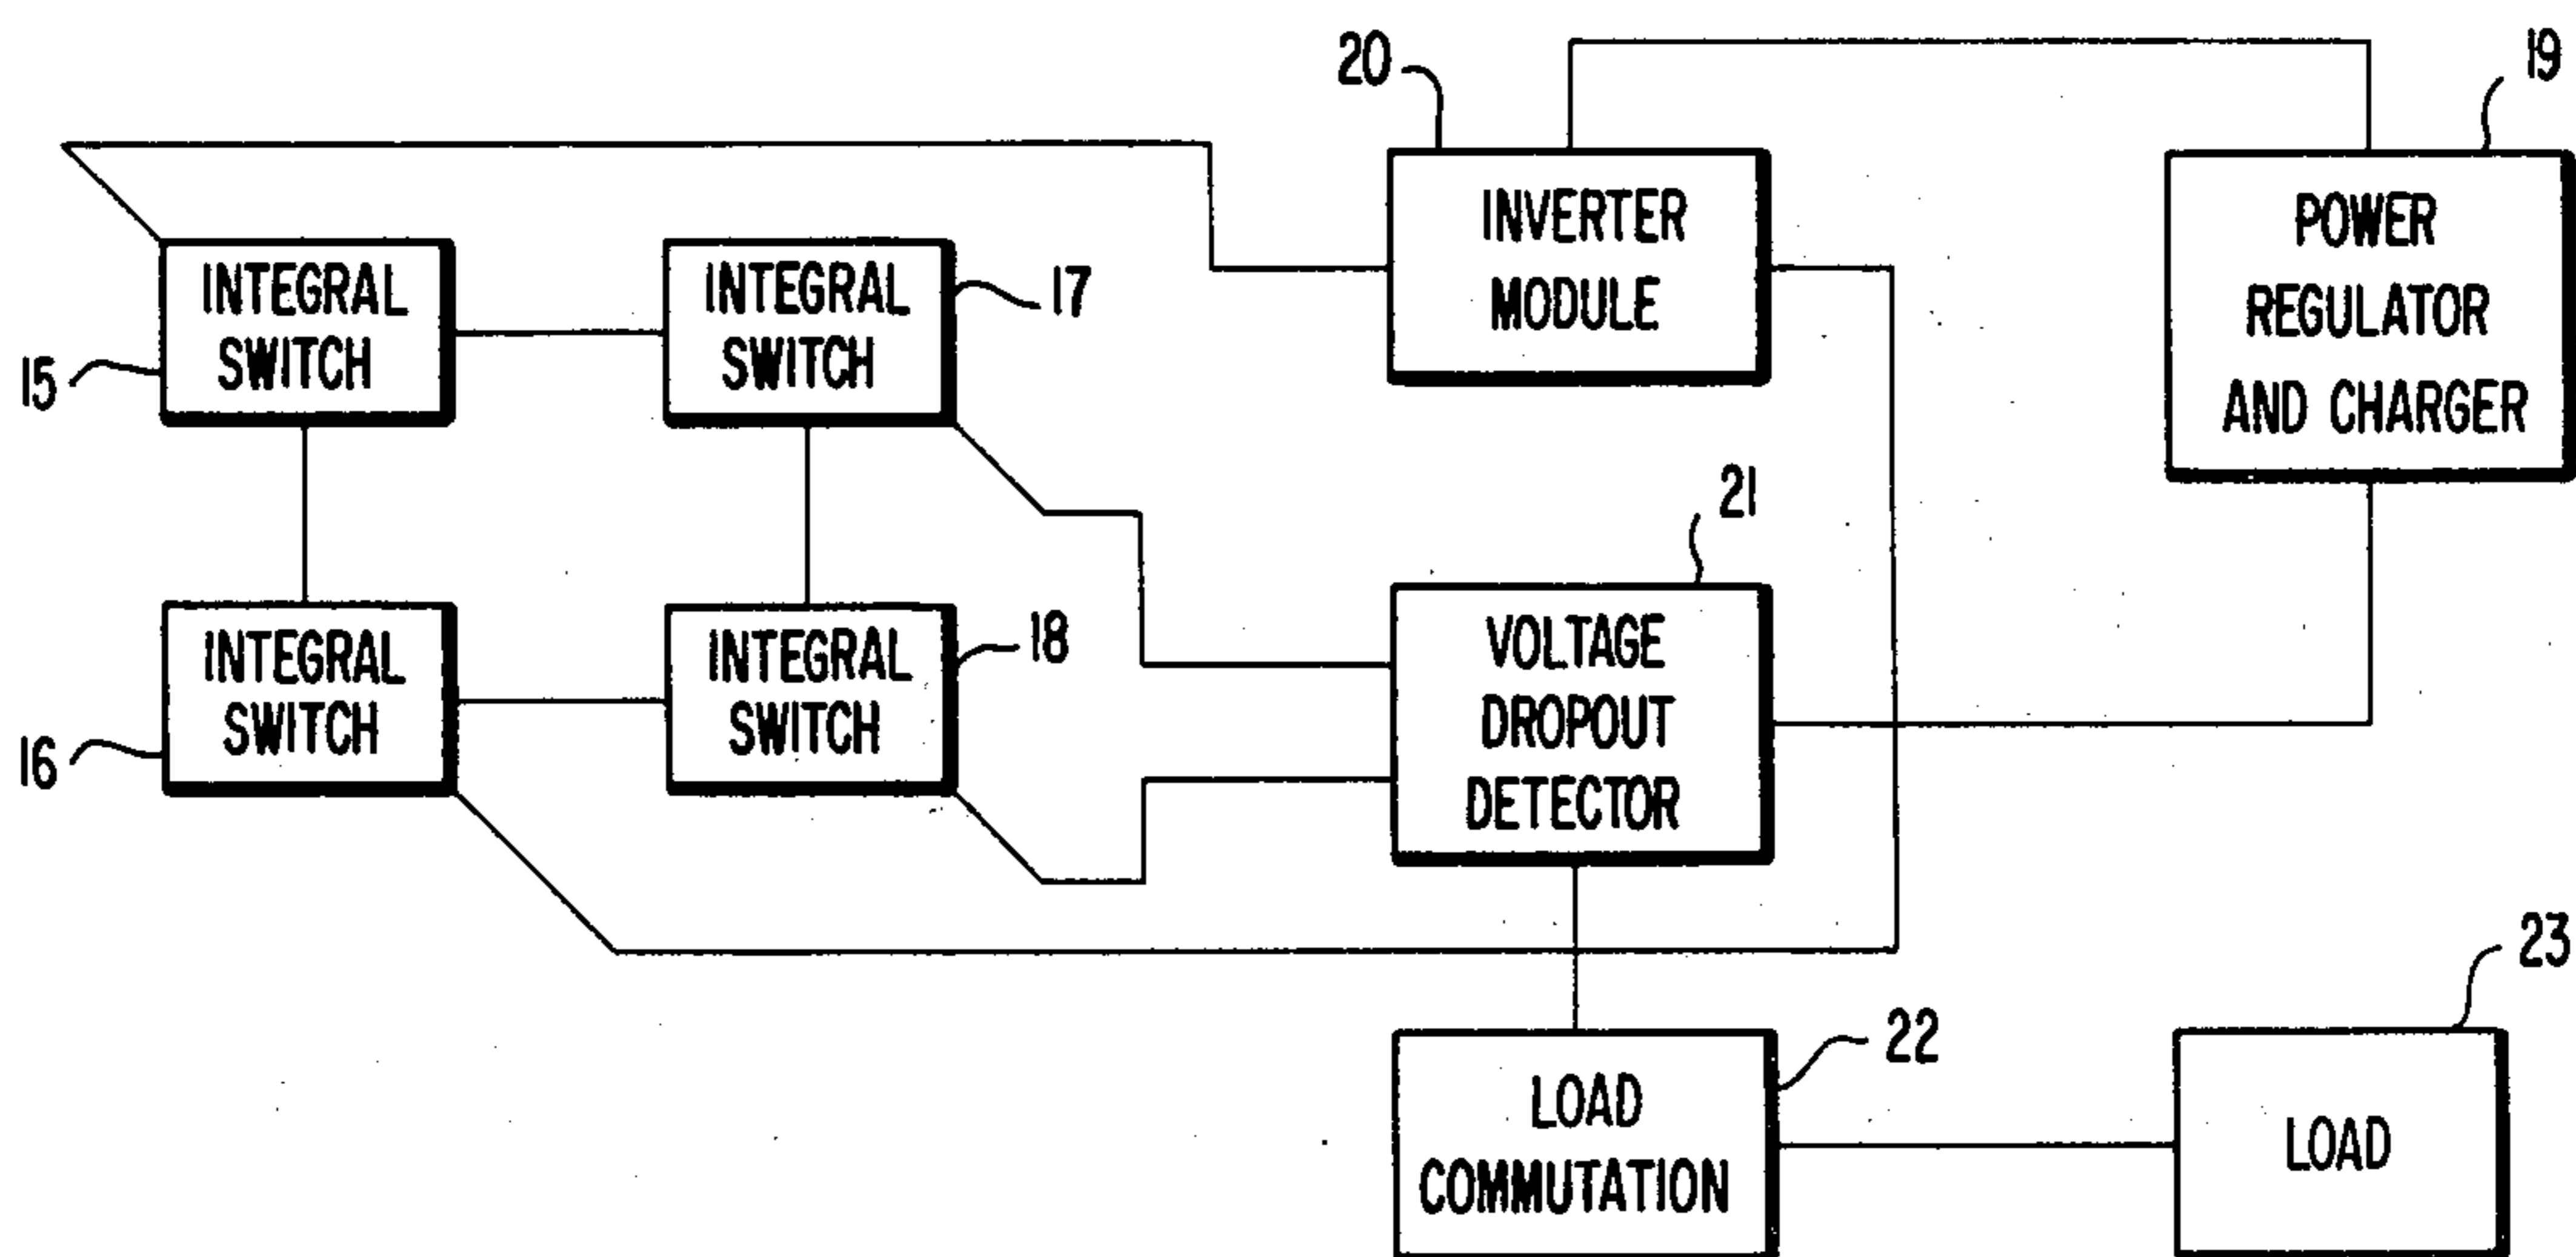 20
19
INVERTER
MODULE
POWER
REGULATOR
AND CHARGER
INTEGRAL
SWITCH
15
INTEGRAL
SWITCH
17
21
INTEGRAL
SWITCH
16
INTEGRAL
SWITCH
18
VOLTAGE
DROPOUT
DETECTOR
22
23
LOAD
COMMUTATION
LOAD